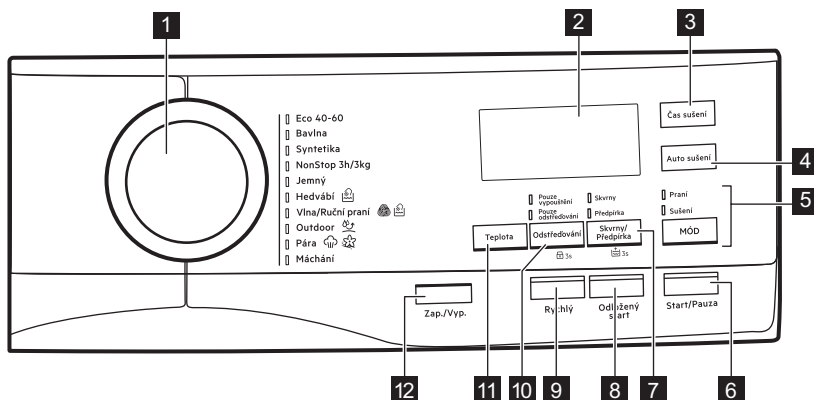 1
2
3
Čas sušení
Auto sušení
4
Eco 40-60
Bavlna
Syntetika
NonStop 3h/3kg
Jemný
Hedvábí
Vlna/Ruční praní
Outdoor
Pára
Máchání
Pouze
vypouštění
Pouze
odstřeďování
Skvrny
Předpírka
Praní
Sušení
5
Teplota
Odstřeďování
Skvrny/
Předpírka
MÓD
3s
3s
Zap./Vyp.
Rychlý
Odložený
start
Start/Pauza
12
11
10
9
8
7
6